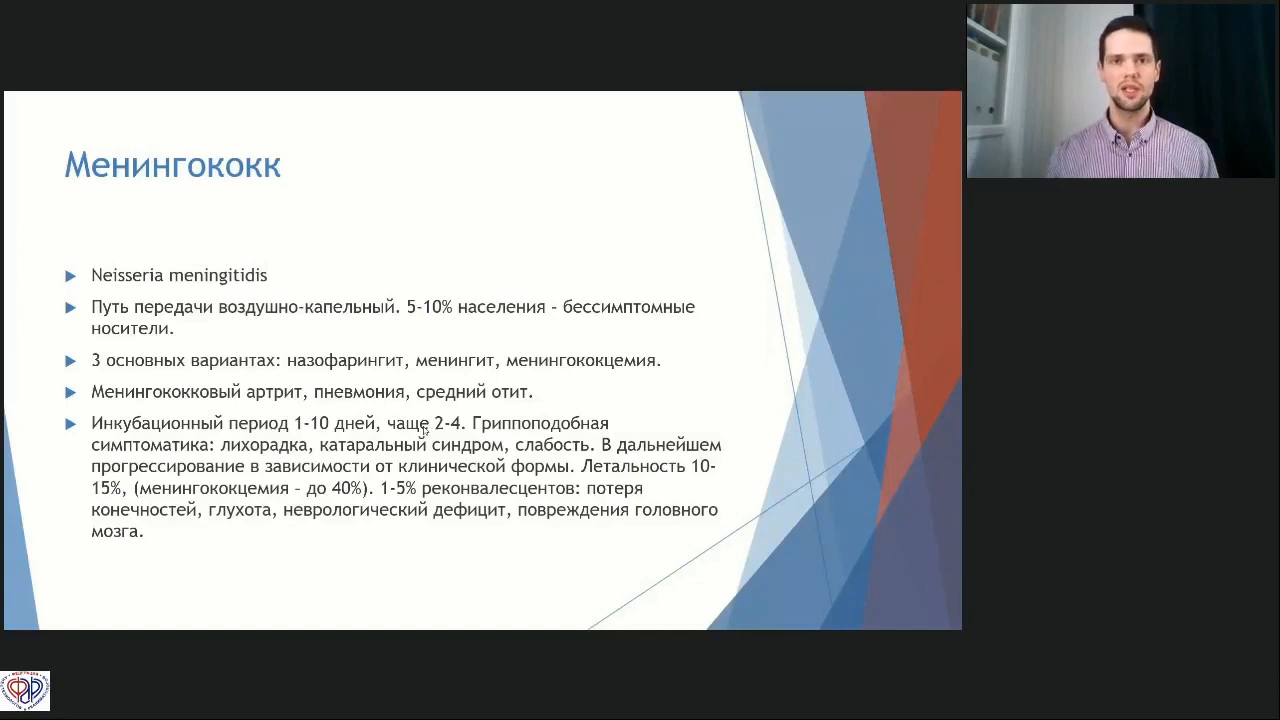 Менингококк
Neisseria meningitidis
Путь передачи воздушно-капельный. 5-10% населения – бессимптомные
носители.
3 основных вариантах: назофарингит, менингит, менингококцемия.
Менингококковый артрит, пневмония, средний отит.
Инкубационный период 1-10 дней, чаще 2-4. Гриппоподобная
симптоматика: лихорадка, катаральный синдром, слабость. В дальнейшем
прогрессирование в зависимости от клинической формы. Летальность 10-
15%, (менингококцемия – до 40%). 1-5% реконвалесцентов: потеря
конечностей, глухота, неврологический дефицит, повреждения головного
мозга.